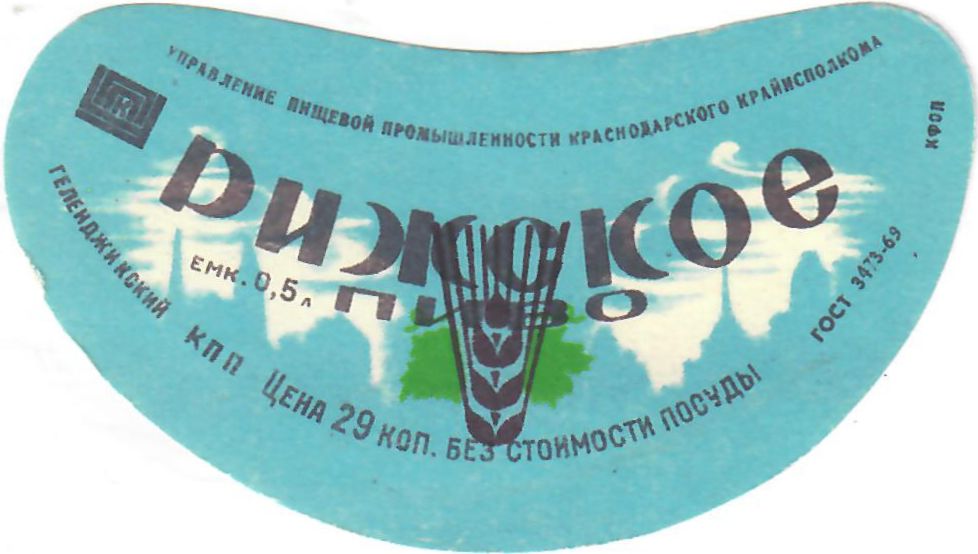 УПРАВЛЕНИЕ ПИЩЕВОЙ ПРОМЫШЛЕННОСТИ КРАСНОДАРСКОГО КРАЙИСПОЛКОМА
КФОП
рижское
пиво
ЕМК. 0,5 л
ГЕЛЕНДЖИКСКИЙ КПП
ЦЕНА 29 КОП. БЕЗ СТОИМОСТИ ПОСУДЫ
ГОСТ 3473-69